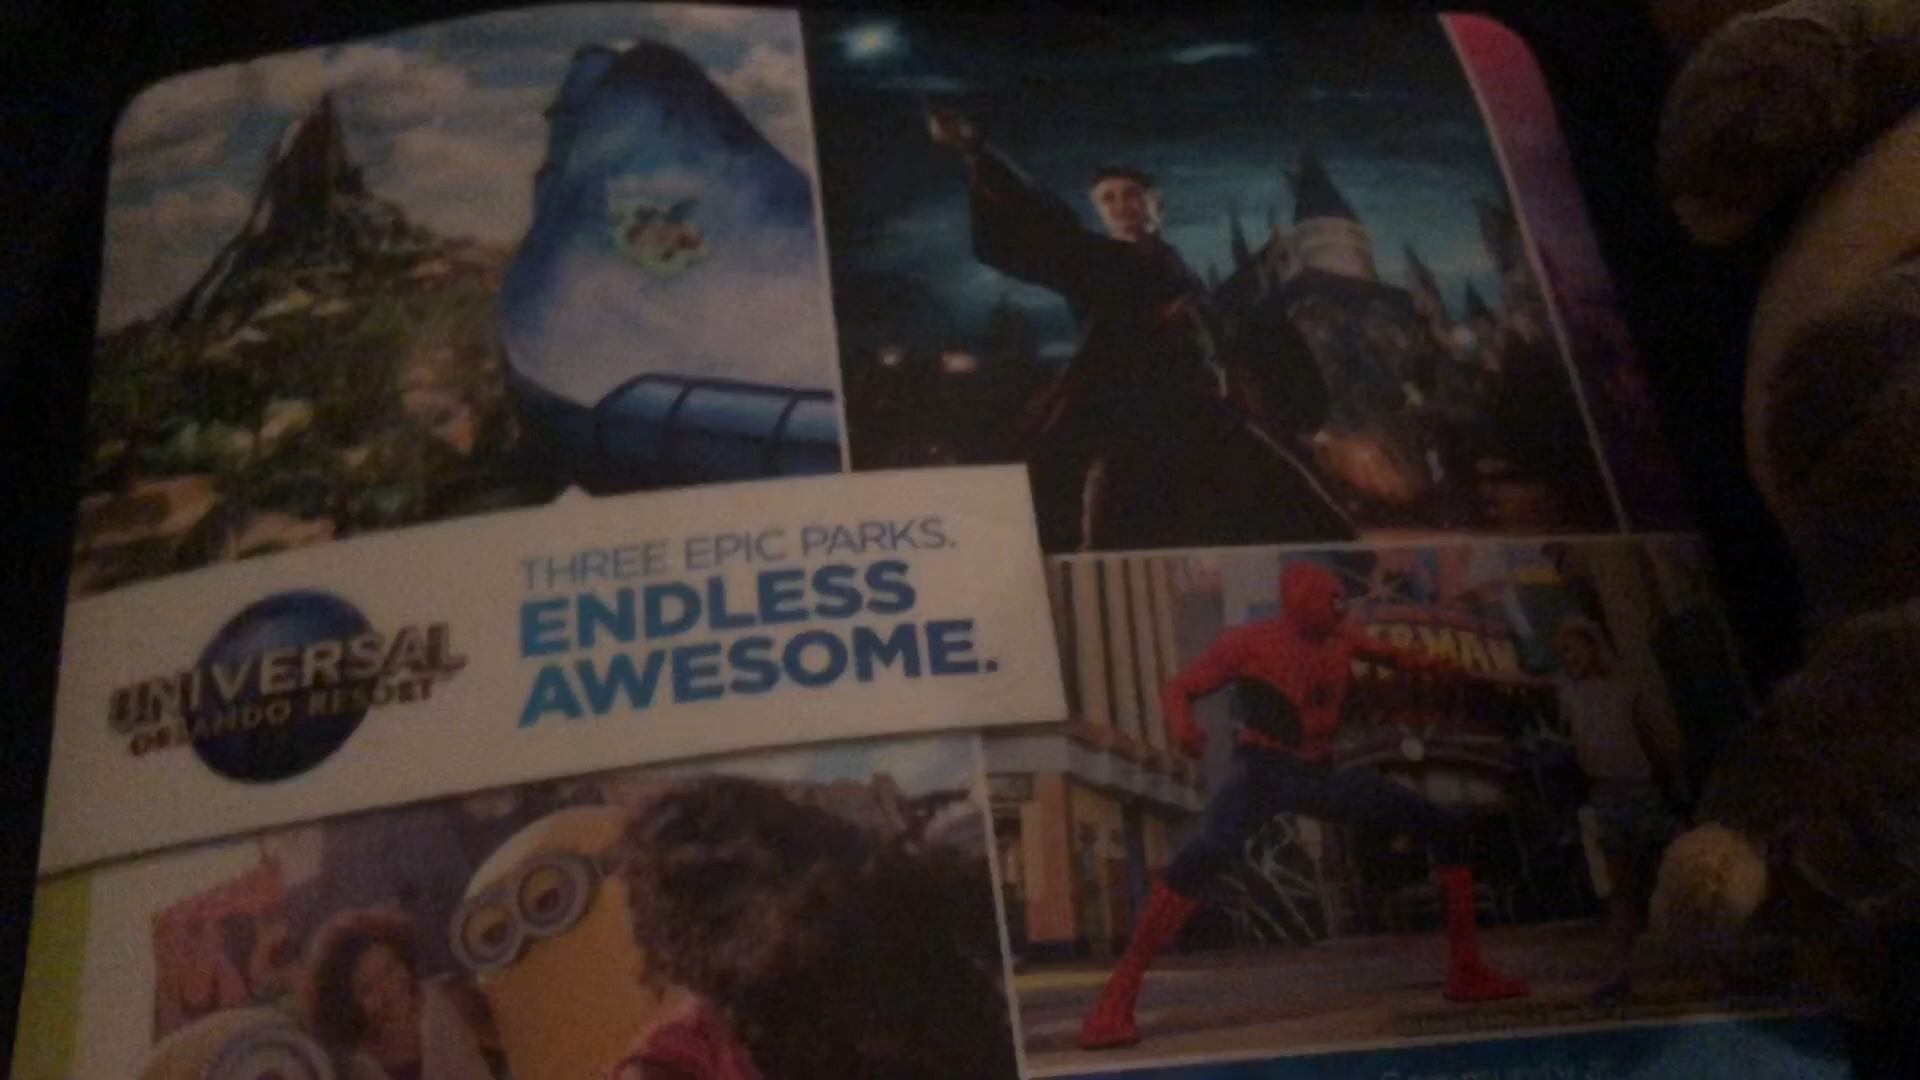 THREE EPIC PARKS.
ENDLESS
AWESOME.
UNIVERSAL
ORLANDO RESORT